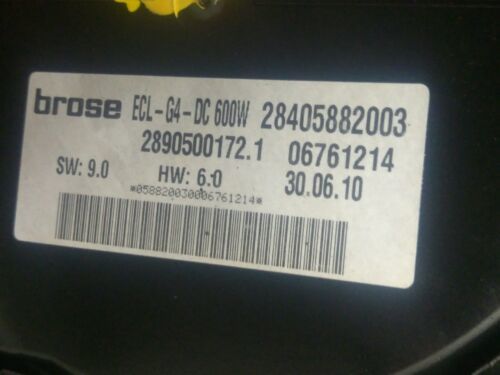 brose ECL-G4-DC 600W 28405882003
2890500172.1 06761214
SW: 9.0 HW: 6.0 30.06.10
*058820030006761214*